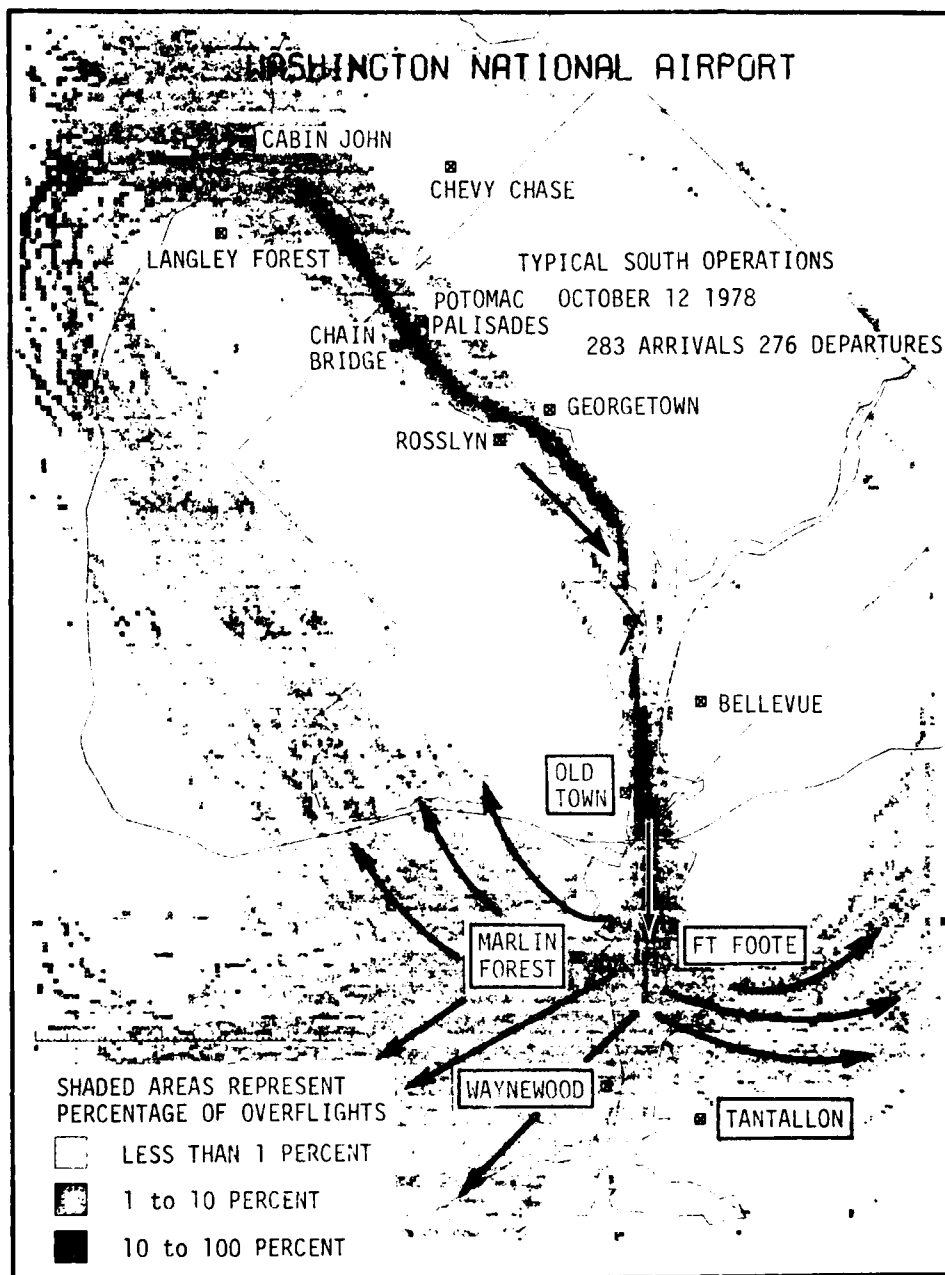 WASHINGTON NATIONAL AIRPORT
CABIN JOHN
CHEVY CHASE
LANGLEY FOREST
TYPICAL SOUTH OPERATIONS
POTOMAC
PALISADES
OCTOBER 12 1978
CHAIN
BRIDGE
283 ARRIVALS 276 DEPARTURES
GEORGETOWN
ROSSLYN
BELLEVUE
OLD
TOWN
MARLIN
FOREST
FT FOOTE
WAYNEWOOD
TANTALLON
SHADED AREAS REPRESENT
PERCENTAGE OF OVERFLIGHTS
LESS THAN 1 PERCENT
1 to 10 PERCENT
10 to 100 PERCENT